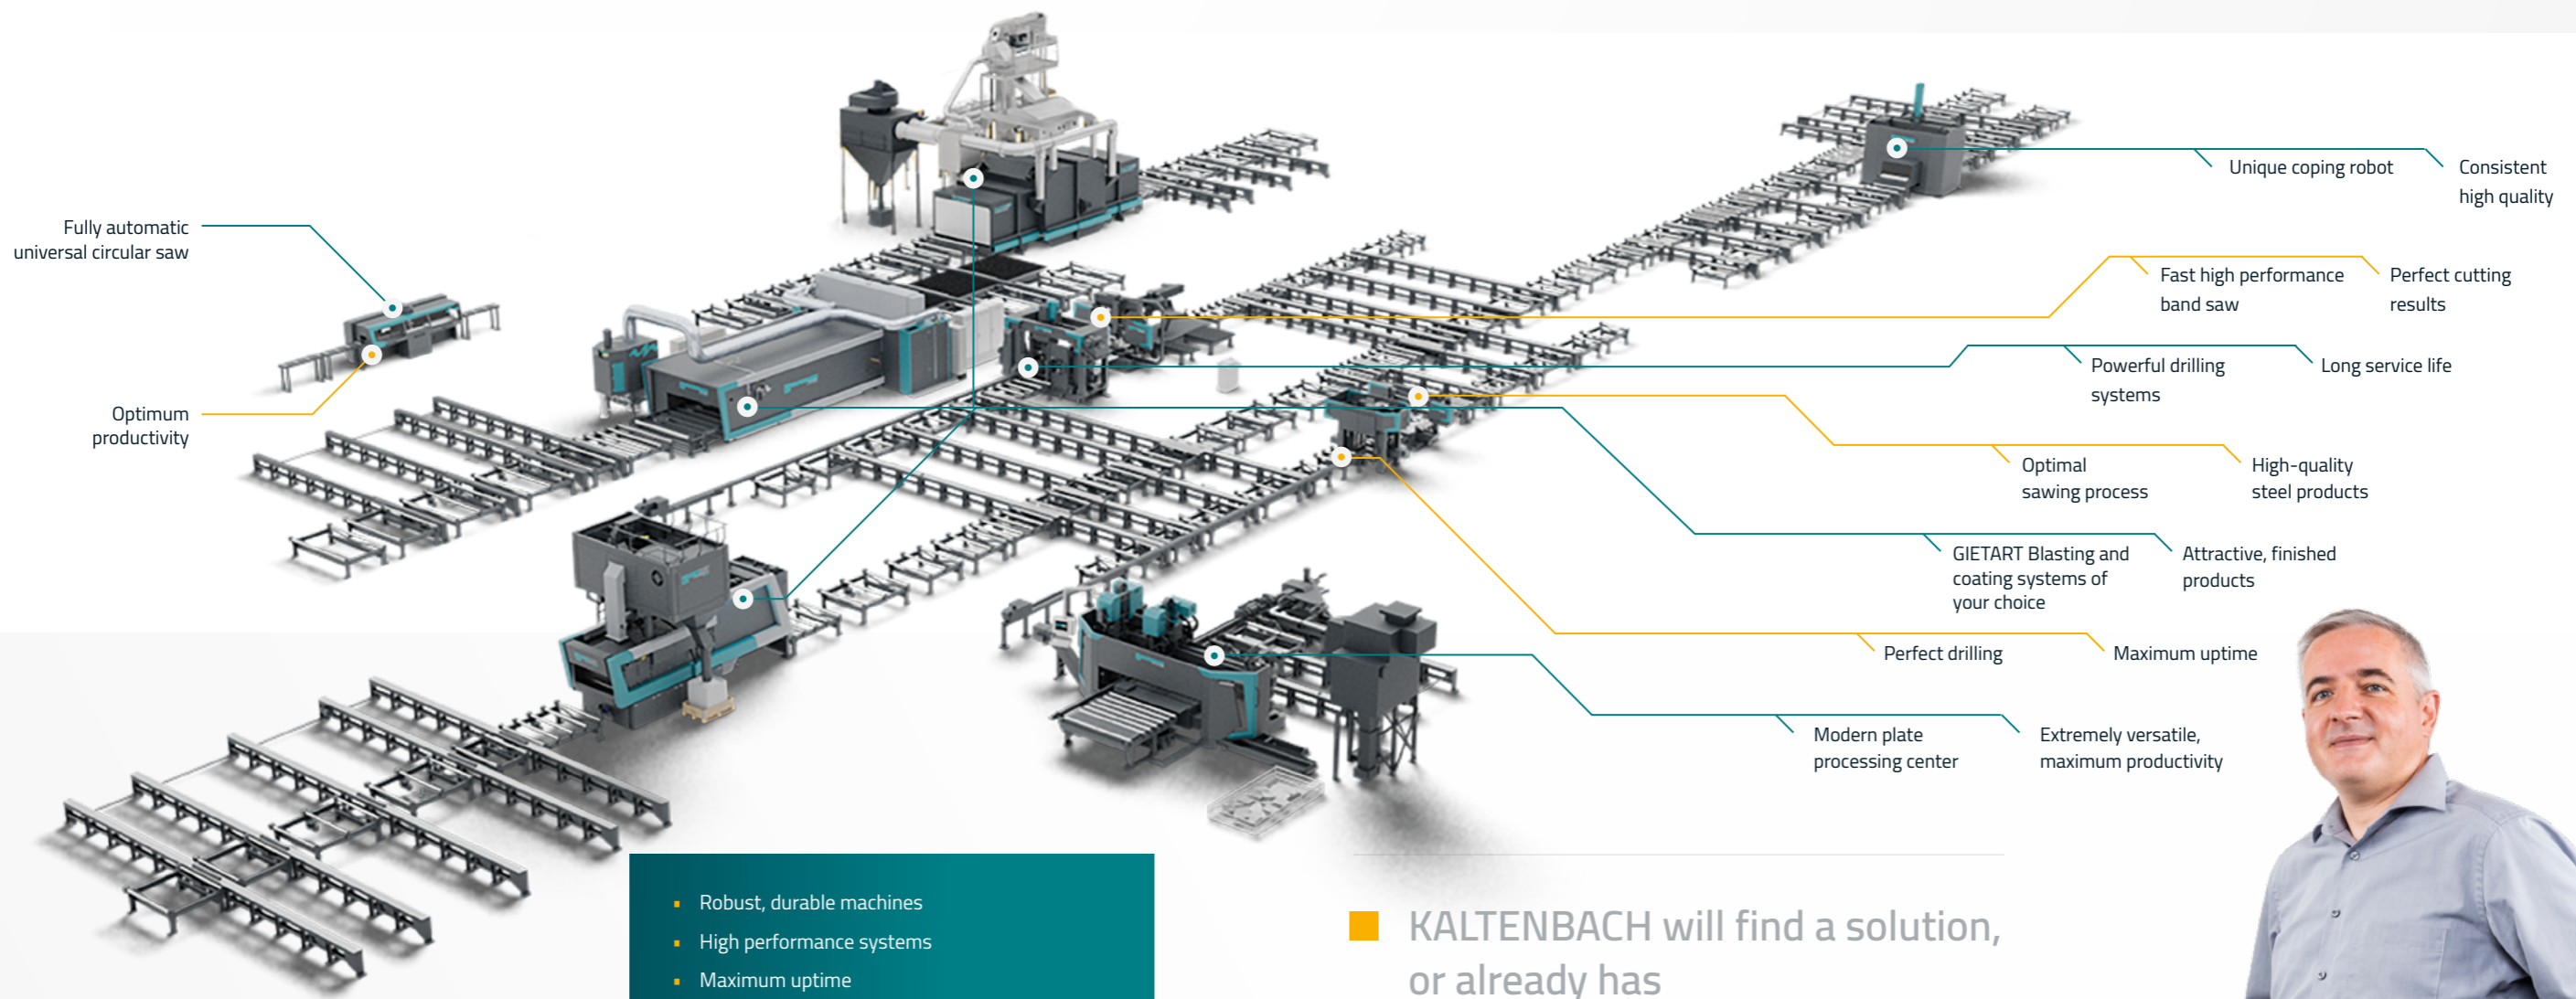 Fully automatic
universal circular saw
Optimum
productivity
Unique coping robot
Consistent
high quality
Fast high performance
band saw
Perfect cutting
results
Powerful drilling
systems
Long service life
Optimal
sawing process
High-quality
steel products
GIETART Blasting and
coating systems of
your choice
Attractive, finished
products
Perfect drilling
Maximum uptime
Modern plate
processing center
Extremely versatile,
maximum productivity
▪ Robust, durable machines
▪ High performance systems
▪ Maximum uptime
KALTENBACH will find a solution,
or already has